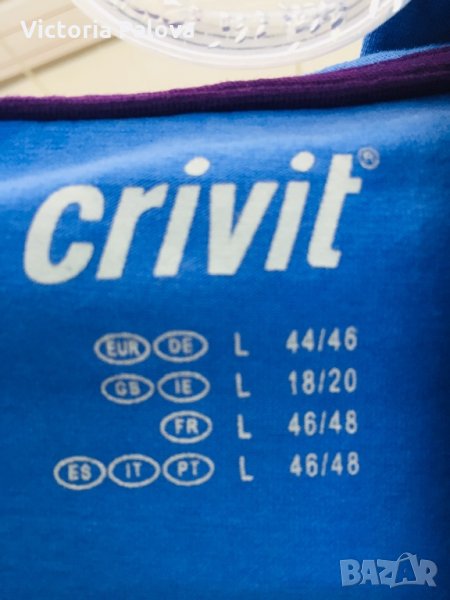 Victoria Palova
crivit®
EUR DE L 44/46
GB IE L 18/20
FR L 46/48
ES IT PT L 46/48
BAZAR